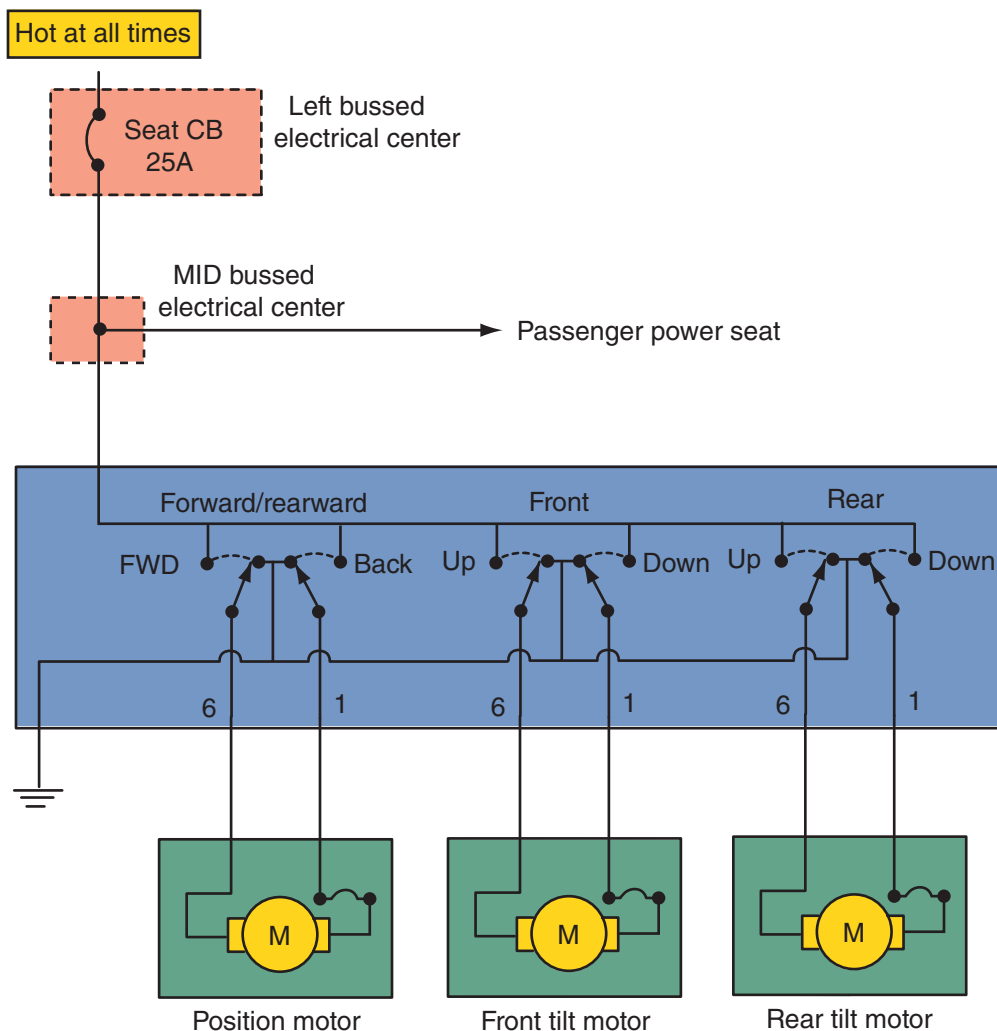 Hot at all times
Seat CB
25A
Left bussed
electrical center
MID bussed
electrical center
Passenger power seat
Forward/rearward
Front
Rear
FWD
Back
Up
Down
Up
Down
6
1
6
1
6
1
M
M
M
Position motor
Front tilt motor
Rear tilt motor